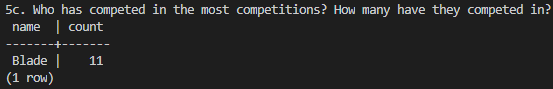 5c. Who has competed in the most competitions? How many have they competed in?
 name  | count
-------+-------
 Blade |    11
(1 row)